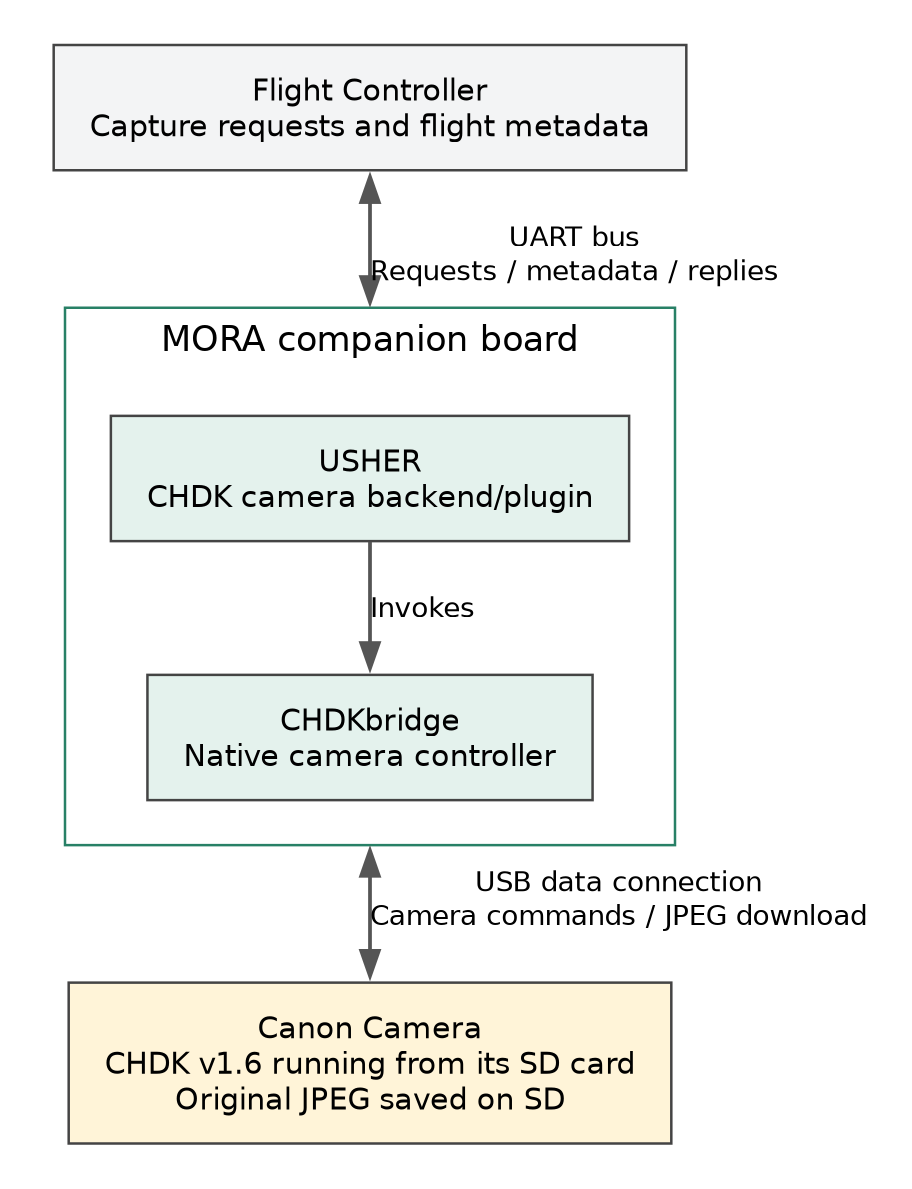 Flight Controller
Capture requests and flight metadata
UART bus
Requests / metadata / replies
MORA companion board
USHER
CHDK camera backend/plugin
Invokes
CHDKbridge
Native camera controller
USB data connection
Camera commands / JPEG download
Canon Camera
CHDK v1.6 running from its SD card
Original JPEG saved on SD